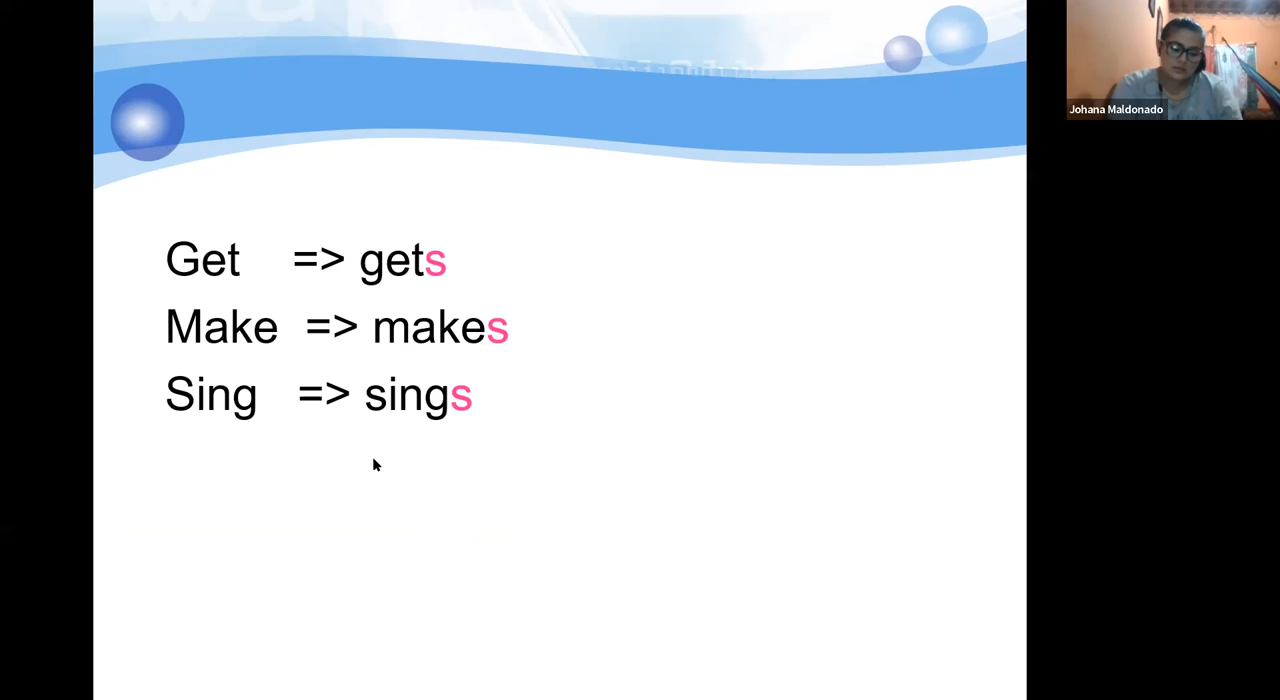 Get => gets
Make => makes
Sing => sings
Johana Maldonado